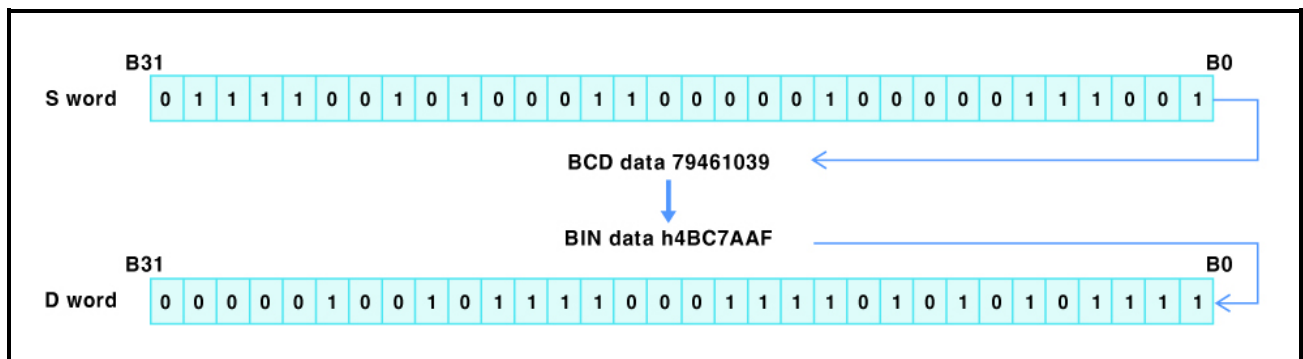 B31 B0
S word 0 1 1 1 1 0 0 1 0 1 0 0 0 1 1 0 0 0 0 0 1 0 0 0 0 0 1 1 1 0 0 1
BCD data 79461039
BIN data h4BC7AAF
B31 B0
D word 0 0 0 0 0 1 0 0 1 0 1 1 1 1 0 0 0 1 1 1 1 0 1 0 1 0 1 0 1 1 1 1